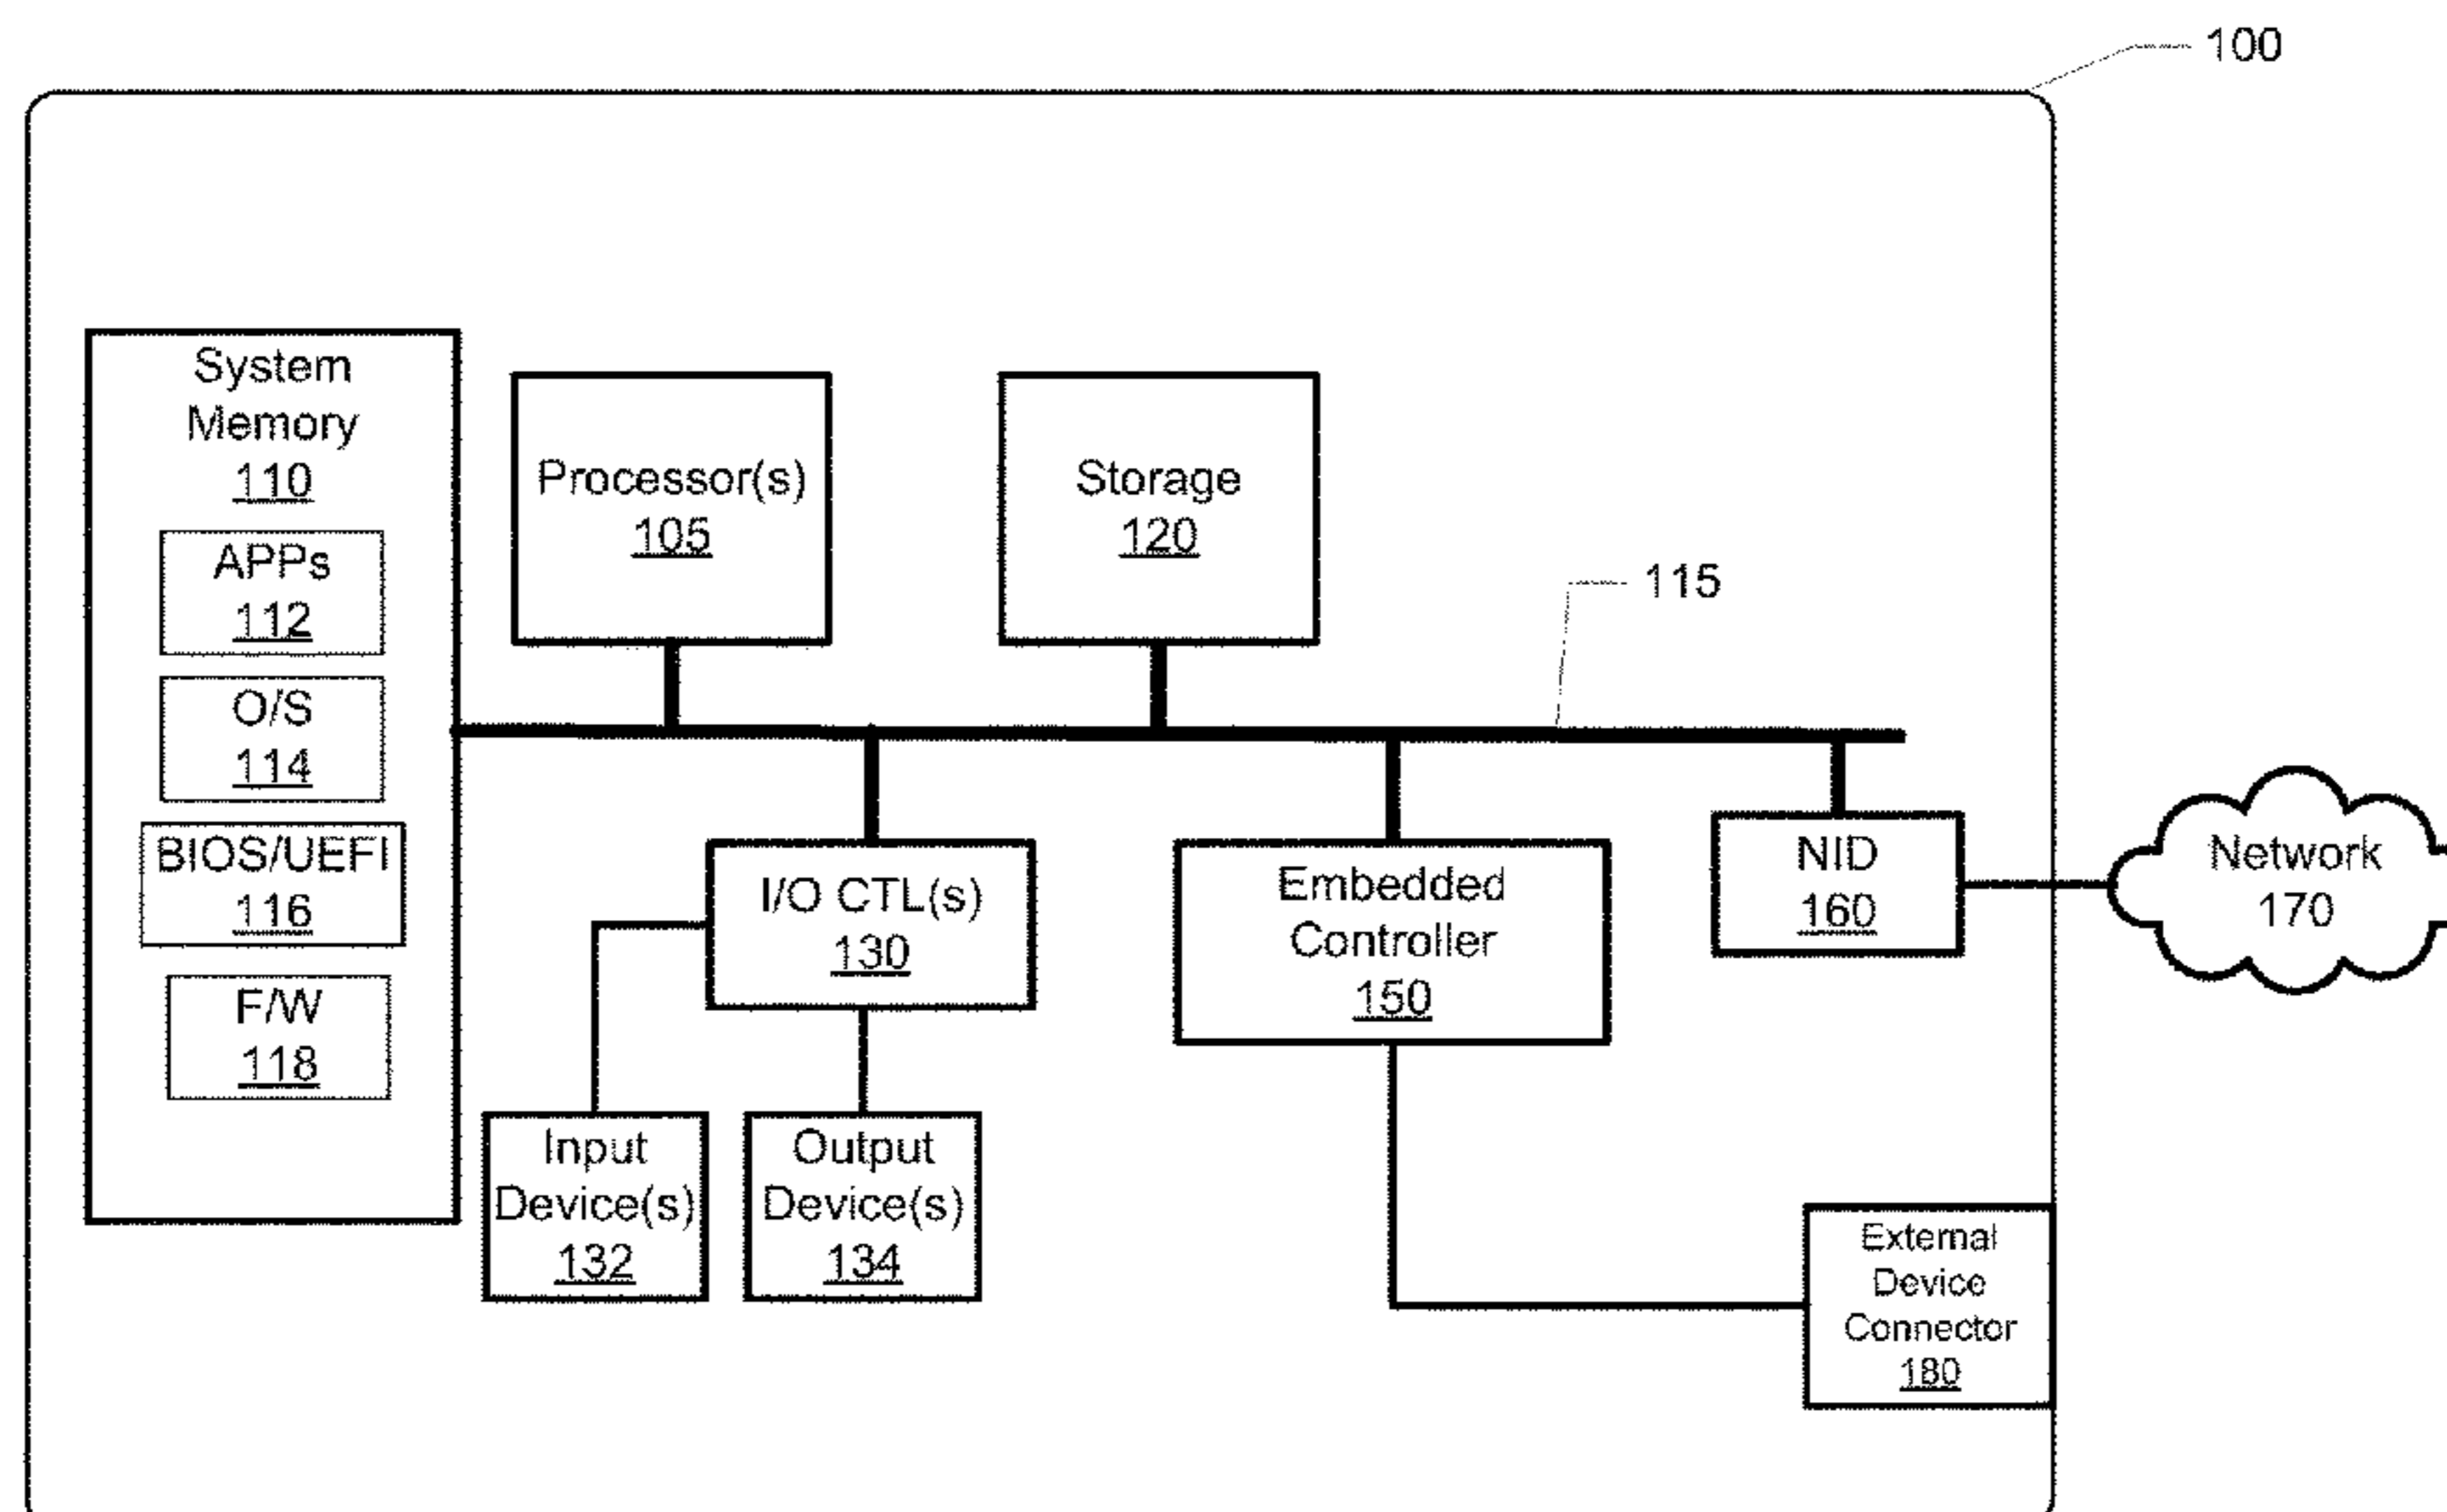 100
System
Memory
110
APPs
112
O/S
114
BIOS/UEFI
116
F/W
118
Processor(s)
105
Storage
120
115
I/O CTL(s)
130
Embedded
Controller
150
NID
160
Network
170
Input
Device(s)
132
Output
Device(s)
134
External
Device
Connector
180